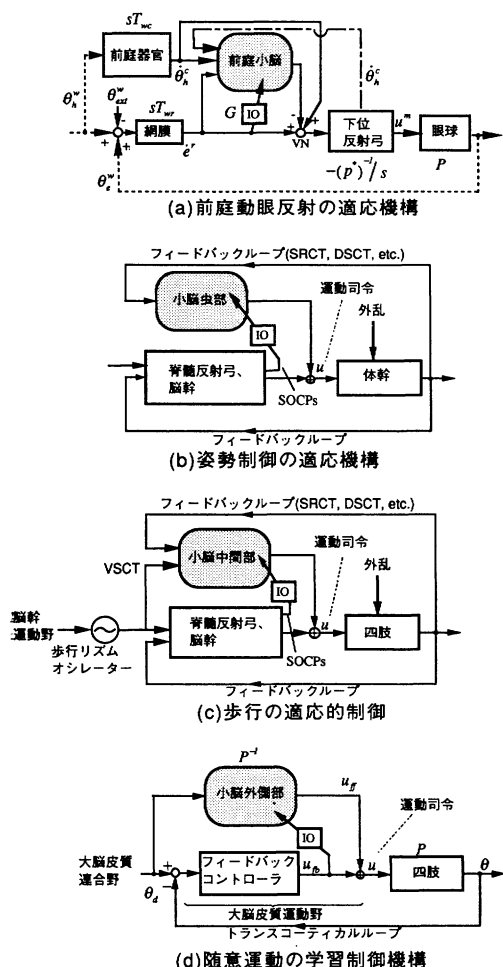 sT_wc
前庭器官
θ̇_h^c
前庭小脳
θ̇_h^c
θ_h^w
θ_ext^w
sT_wr
G
IO
網膜
ė^r
VN
下位
反射弓
u^m
眼球
+
+
-
+
+
+
θ_e^w
-(p*)^-1/s
P
(a)前庭動眼反射の適応機構
フィードバックループ(SRCT, DSCT, etc.)
小脳虫部
運動司令
IO
外乱
脊髄反射弓、
脳幹
u
体幹
SOCPs
フィードバックループ
(b)姿勢制御の適応機構
フィードバックループ(SRCT, DSCT, etc.)
小脳中間部
運動司令
VSCT
IO
外乱
脳幹
運動野
脊髄反射弓、
脳幹
u
四肢
歩行リズム
オシレーター
SOCPs
フィードバックループ
(c)歩行の適応的制御
P^-1
小脳外側部
u_ff
運動司令
IO
大脳皮質
連合野
+
フィードバック
コントローラ
u_fb
u
P
四肢
θ
θ_d
-
大脳皮質運動野
トランスコーティカルループ
(d)随意運動の学習制御機構